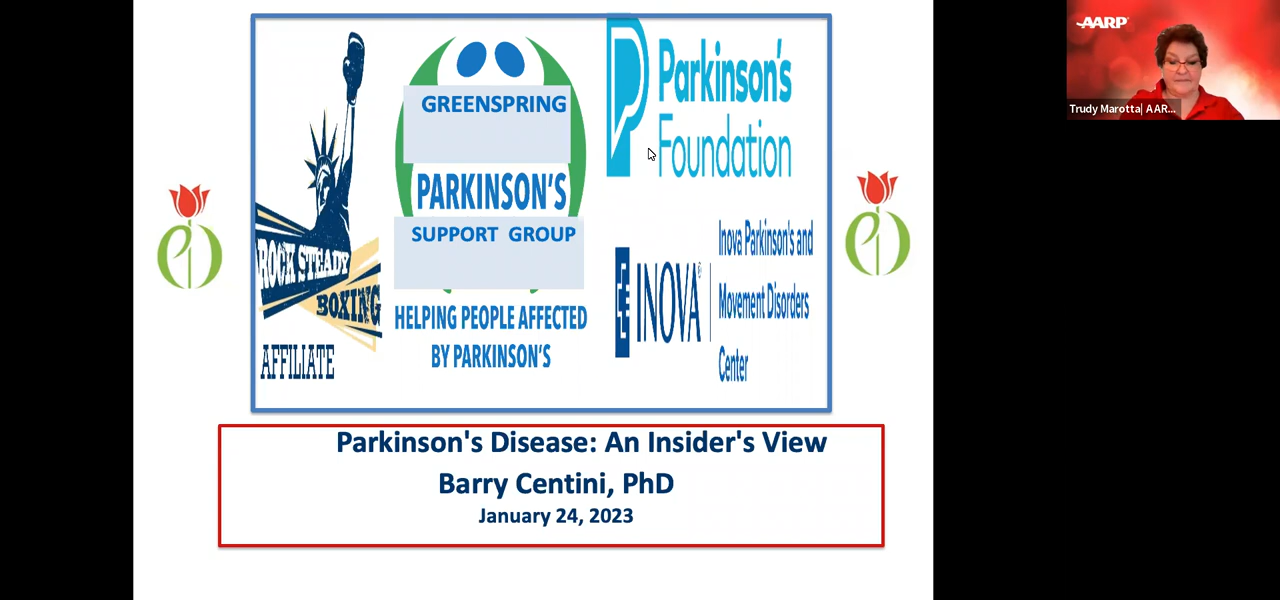 GREENSPRING
PARKINSON'S
SUPPORT GROUP
HELPING PEOPLE AFFECTED
BY PARKINSON'S
ROCK STEADY
BOXING
AFFILIATE
Parkinson's
Foundation
INOVA®
Inova Parkinson's and
Movement Disorders
Center
Parkinson's Disease: An Insider's View
Barry Centini, PhD
January 24, 2023
AARP®
Trudy Marotta| AAR...